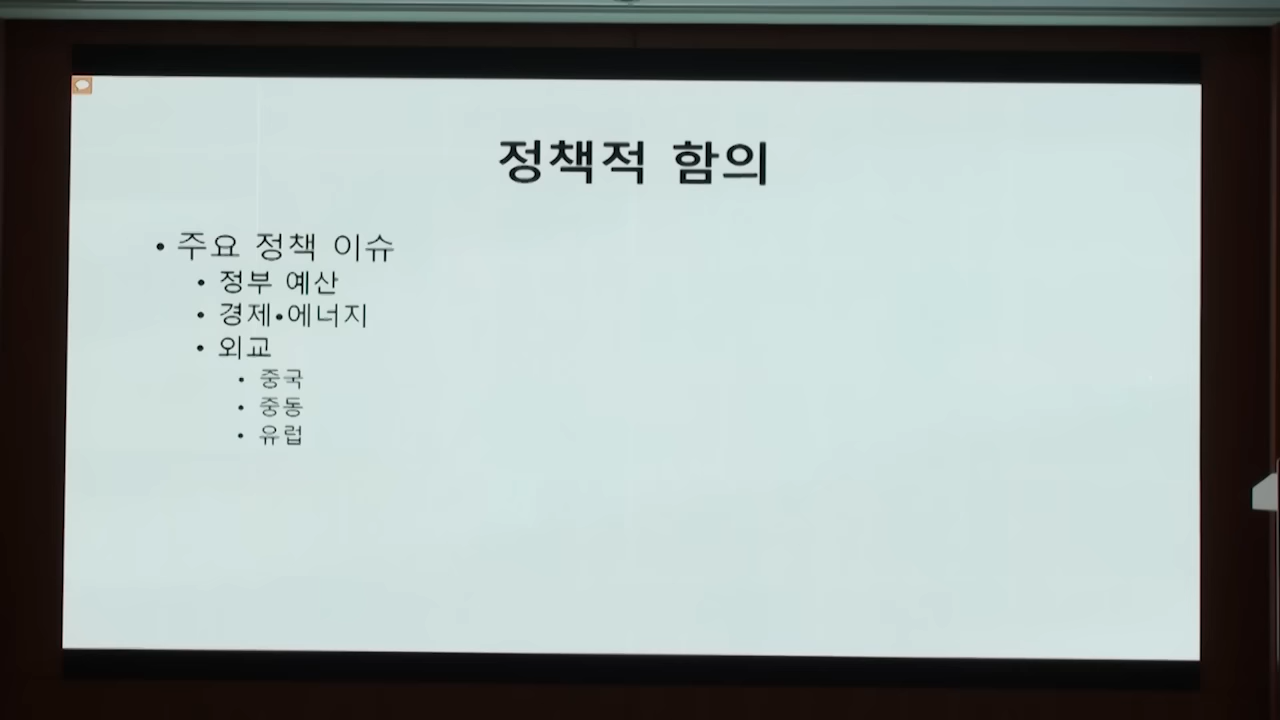 정책적 함의
• 주요 정책 이슈
• 정부 예산
• 경제•에너지
• 외교
• 중국
• 중동
• 유럽